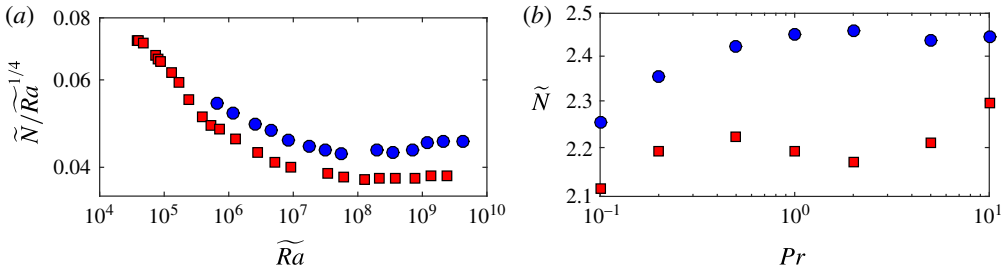 (a)
0.08
0.06
0.04
Ñ/R̃a^{1/4}
10^4 10^5 10^6 10^7 10^8 10^9 10^{10}
R̃a
(b)
2.5
2.4
2.3
2.2
2.1
Ñ
10^{-1} 10^0 10^1
Pr